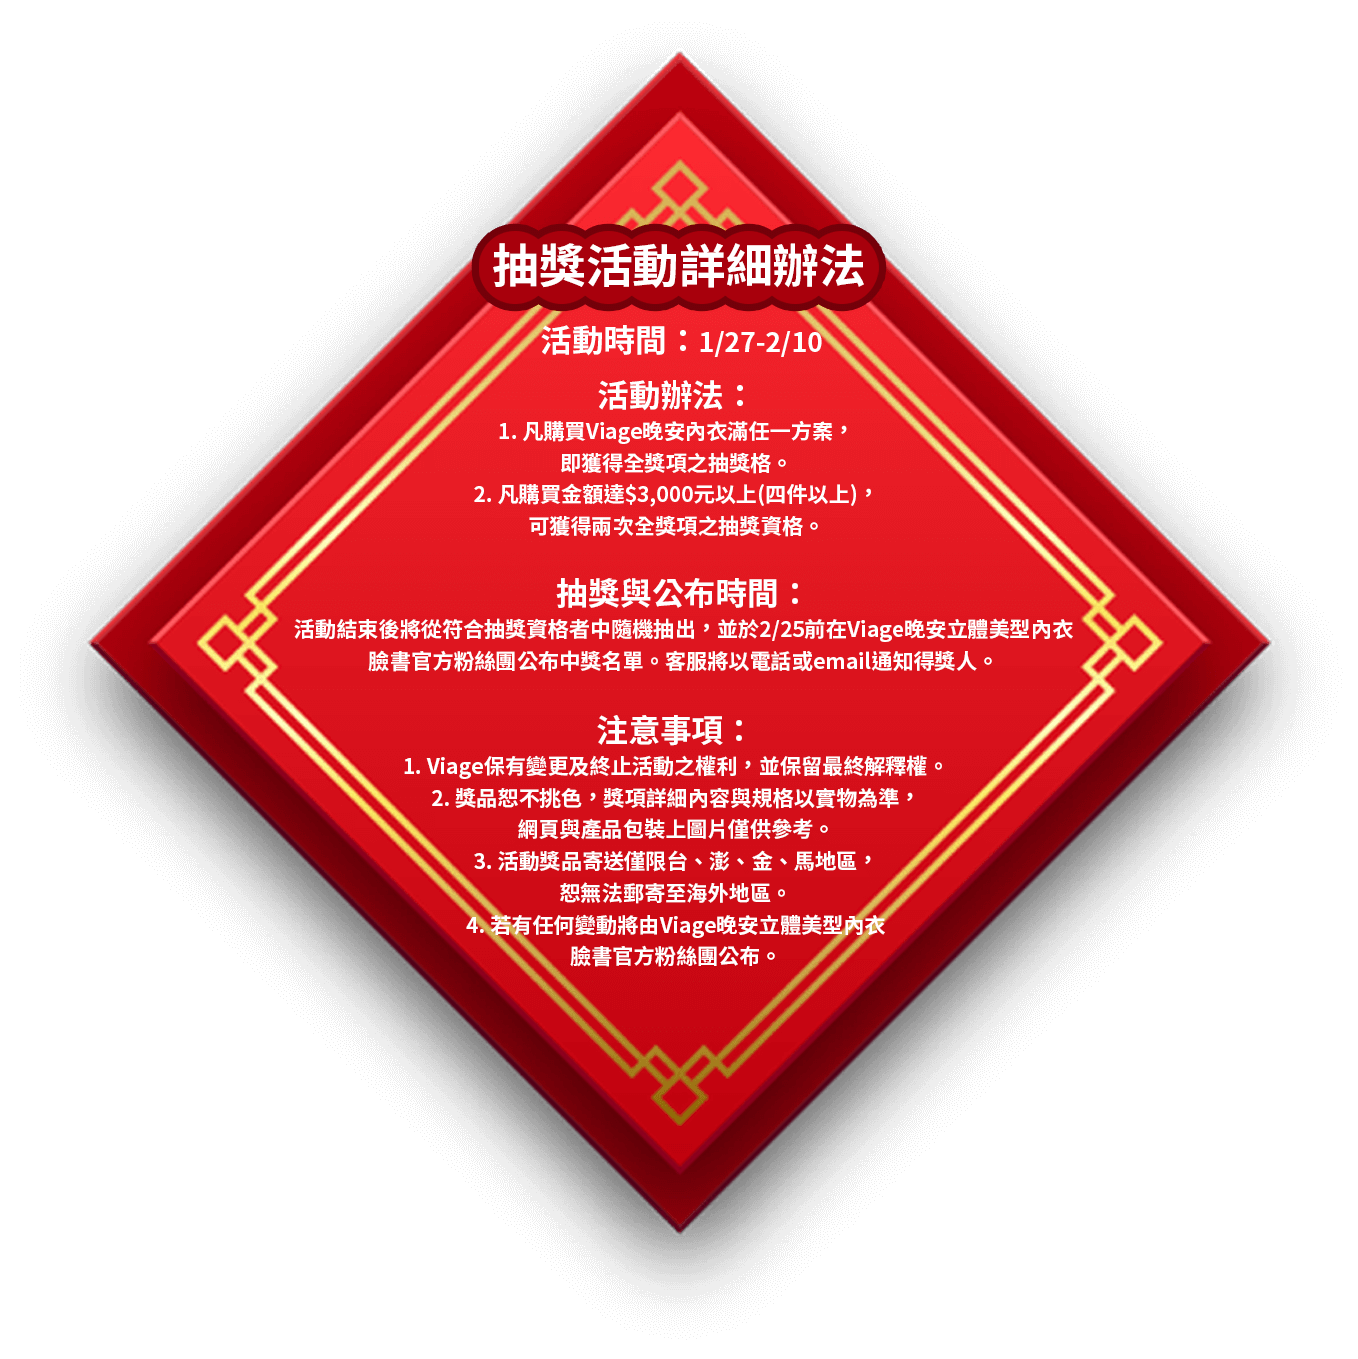 抽獎活動詳細辦法
活動時間：1/27-2/10
活動辦法：
1. 凡購買Viage晚安內衣滿任一方案，
即獲得全獎項之抽獎格。
2. 凡購買金額達$3,000元以上(四件以上)，
可獲得兩次全獎項之抽獎資格。
抽獎與公布時間：
活動結束後將從符合抽獎資格者中隨機抽出，並於2/25前在Viage晚安立體美型內衣
臉書官方粉絲團公布中獎名單。客服將以電話或email通知得獎人。
注意事項：
1. Viage保有變更及終止活動之權利，並保留最終解釋權。
2. 獎品恕不挑色，獎項詳細內容與規格以實物為準，
網頁與產品包裝上圖片僅供參考。
3. 活動獎品寄送僅限台、澎、金、馬地區，
恕無法郵寄至海外地區。
4. 若有任何變動將由Viage晚安立體美型內衣
臉書官方粉絲團公布。